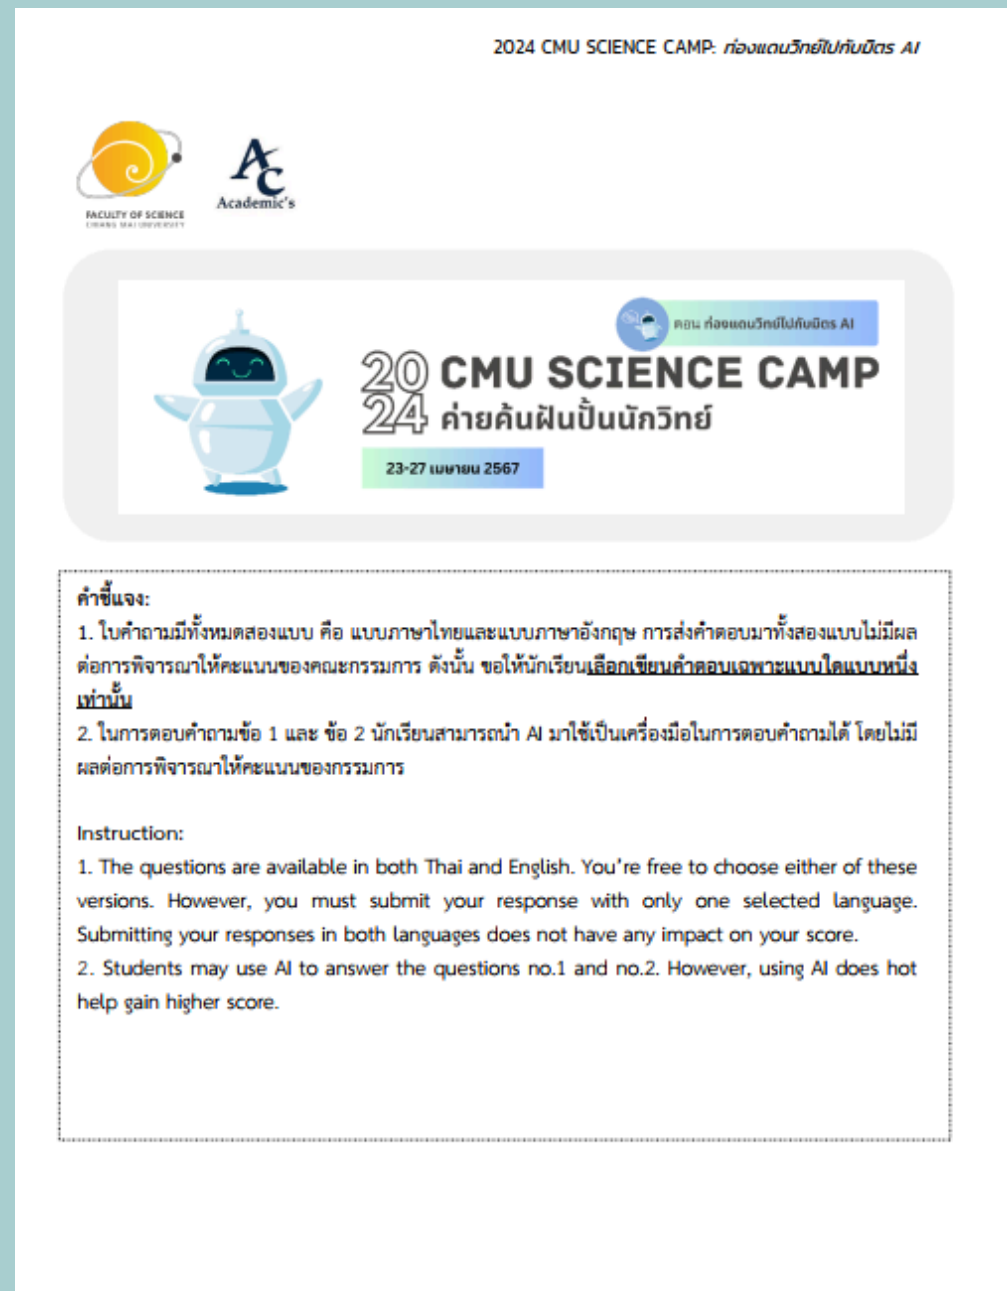 2024 CMU SCIENCE CAMP: ท่องแดนวิทย์ไปกับมิตร AI
FACULTY OF SCIENCE
CHIANG MAI UNIVERSITY
AC
Academic's
ตอน ท่องแดนวิทย์ไปกับมิตร AI
2024 CMU SCIENCE CAMP
ค่ายค้นฝันปั้นนักวิทย์
23-27 เมษายน 2567
คำชี้แจง:
1. ใบคำถามมีทั้งหมดสองแบบ คือ แบบภาษาไทยและแบบภาษาอังกฤษ การส่งคำตอบมาทั้งสองแบบไม่มีผล
ต่อการพิจารณาให้คะแนนของคณะกรรมการ ดังนั้น ขอให้นักเรียนเลือกเขียนคำตอบเฉพาะแบบใดแบบหนึ่ง
เท่านั้น
2. ในการตอบคำถามข้อ 1 และ ข้อ 2 นักเรียนสามารถนำ AI มาใช้เป็นเครื่องมือในการตอบคำถามได้ โดยไม่มี
ผลต่อการพิจารณาให้คะแนนของกรรมการ
Instruction:
1. The questions are available in both Thai and English. You're free to choose either of these
versions. However, you must submit your response with only one selected language.
Submitting your responses in both languages does not have any impact on your score.
2. Students may use AI to answer the questions no.1 and no.2. However, using AI does hot
help gain higher score.